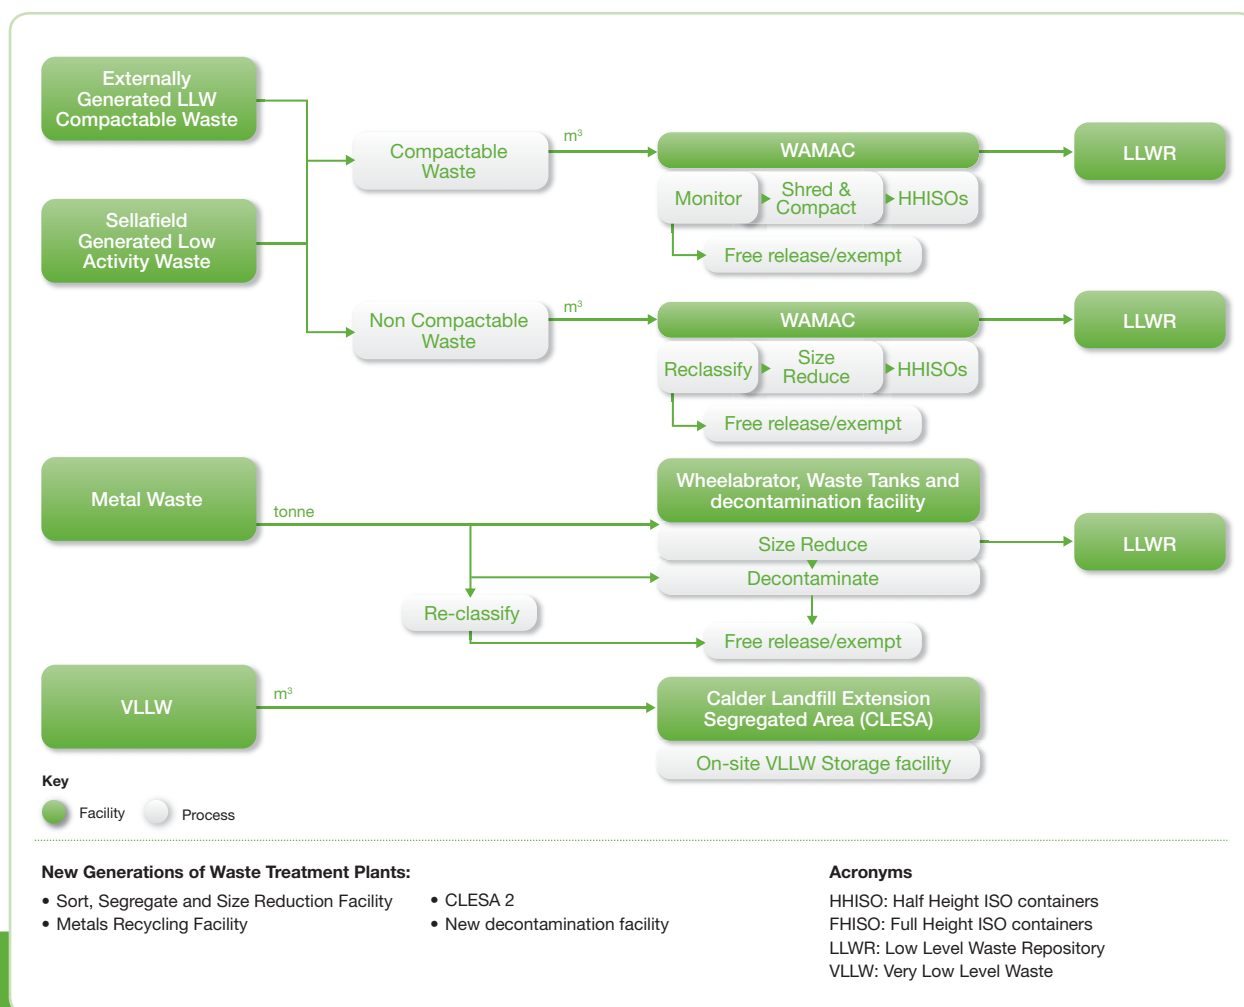 Externally
Generated LLW
Compactable Waste
Compactable
Waste
m³
WAMAC
LLWR
Monitor
Shred &
Compact
HHISOs
Free release/exempt
Sellafield
Generated Low
Activity Waste
Non Compactable
Waste
m³
WAMAC
LLWR
Reclassify
Size
Reduce
HHISOs
Free release/exempt
Metal Waste
tonne
Wheelabrator, Waste Tanks and
decontamination facility
Size Reduce
LLWR
Decontaminate
Re-classify
Free release/exempt
VLLW
m³
Calder Landfill Extension
Segregated Area (CLESA)
On-site VLLW Storage facility
Key
Facility
Process
New Generations of Waste Treatment Plants:
• Sort, Segregate and Size Reduction Facility
• Metals Recycling Facility
• CLESA 2
• New decontamination facility
Acronyms
HHISO: Half Height ISO containers
FHISO: Full Height ISO containers
LLWR: Low Level Waste Repository
VLLW: Very Low Level Waste